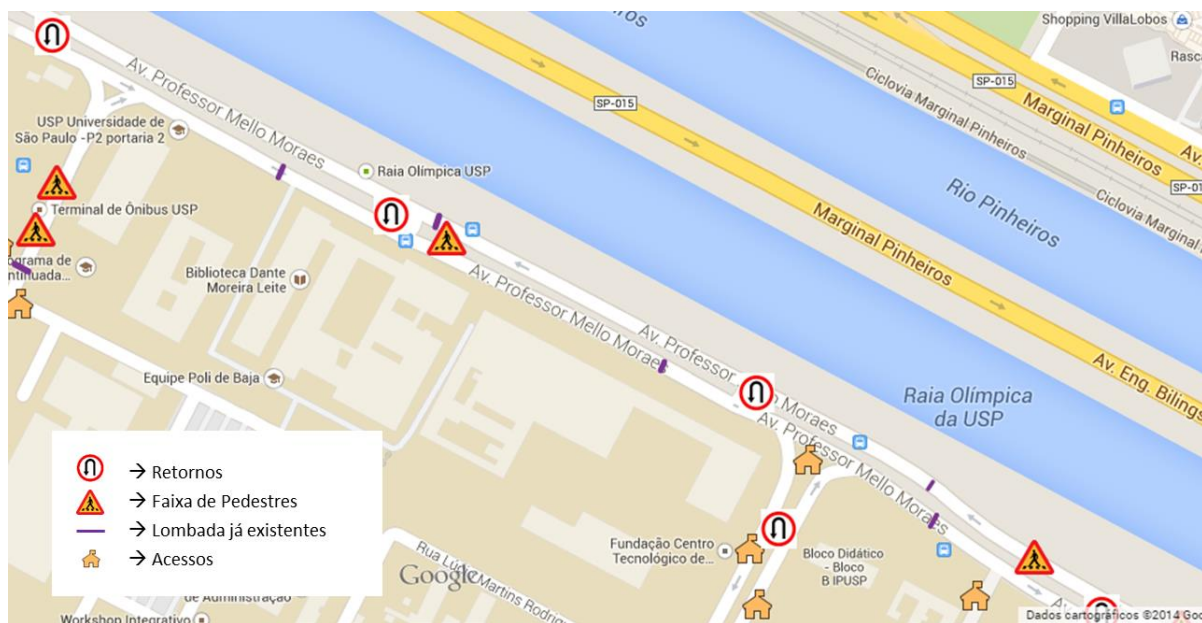 Shopping VillaLobos
Rasca
SP-015
SP-015
SP-01
Ciclovia Marginal Pinheiros
Marginal Pinheiros
Av.
Ciclovia Marginal Pinheiros
Rio Pinheiros
Marginal Pinheiros
Av. Eng. Bilings
Av. Professor Mello Moraes
USP Universidade de
São Paulo -P2 portaria 2
Raia Olímpica USP
Terminal de Ônibus USP
ograma de
ntinuada...
Biblioteca Dante
Moreira Leite
Av. Professor Mello Moraes
Av. Professor Mello Moraes
Equipe Poli de Baja
Raia Olímpica
da USP
Av. Professor Mello Moraes
→ Retornos
→ Faixa de Pedestres
→ Lombada já existentes
→ Acessos
Fundação Centro
Tecnológico de...
Bloco Didático
- Bloco
B IPUSP
Rua Lúcio Martins Rodrig
Google
de Administração
Workshop Integrativo
Av
Dados cartográficos ©2014 Goo